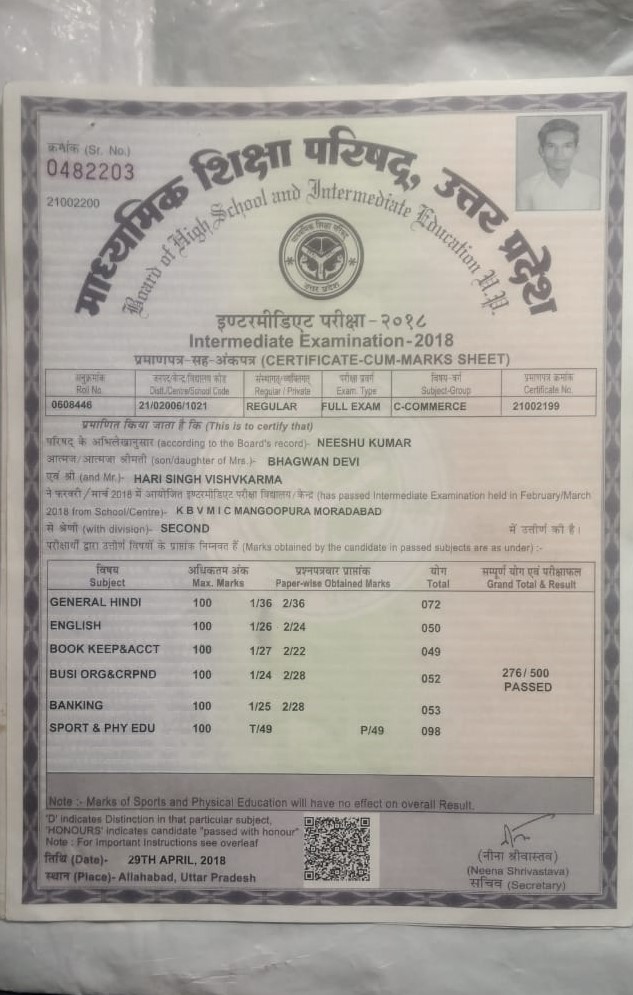 क्रमांक (Sr. No.)
0482203
21002200
माध्यमिक शिक्षा परिषद्, उत्तर प्रदेश
Board of High School and Intermediate Education U.P.
इण्टरमीडिएट परीक्षा - २०१८
Intermediate Examination - 2018
प्रमाणपत्र-सह-अंकपत्र (CERTIFICATE-CUM-MARKS SHEET)
अनुक्रमांक जनपद/केन्द्र/विद्यालय कोड संस्थागत/व्यक्तिगत परीक्षा प्रकार विषय-वर्ग प्रमाणपत्र क्रमांक
Roll No. Distt./Centre/School Code Regular / Private Exam. Type Subject-Group Certificate No.
0608446 21/02006/1021 REGULAR FULL EXAM C-COMMERCE 21002199
प्रमाणित किया जाता है कि (This is to certify that)
परिषद् के अभिलेखानुसार (according to the Board's record)- NEESHU KUMAR
आत्मज/आत्मजा श्रीमती (son/daughter of Mrs.)- BHAGWAN DEVI
एवं श्री (and Mr.)- HARI SINGH VISHVKARMA
ने फरवरी/मार्च 2018 में आयोजित इण्टरमीडिएट परीक्षा विद्यालय/केन्द्र (has passed Intermediate Examination held in February/March
2018 from School/Centre)- K B V M I C MANGOOPURA MORADABAD
से श्रेणी (with division)- SECOND में उत्तीर्ण की है।
परीक्षार्थी द्वारा उत्तीर्ण विषयों के प्राप्तांक निम्नवत हैं (Marks obtained by the candidate in passed subjects are as under) :-
विषय अधिकतम अंक प्रश्नपत्रवार प्राप्तांक योग सम्पूर्ण योग एवं परीक्षाफल
Subject Max. Marks Paper-wise Obtained Marks Total Grand Total & Result
GENERAL HINDI 100 1/36 2/36 072
ENGLISH 100 1/26 2/24 050
BOOK KEEP&ACCT 100 1/27 2/22 049
BUSI ORG&CRPND 100 1/24 2/28 052 276/500
PASSED
BANKING 100 1/25 2/28 053
SPORT & PHY EDU 100 T/49 P/49 098
Note :- Marks of Sports and Physical Education will have no effect on overall Result.
'D' indicates Distinction in that particular subject,
'HONOURS' indicates candidate "passed with honour"
Note : For important Instructions see overleaf
तिथि (Date)- 29TH APRIL, 2018
स्थान (Place)- Allahabad, Uttar Pradesh
(नीना श्रीवास्तव)
(Neena Shrivastava)
सचिव (Secretary)